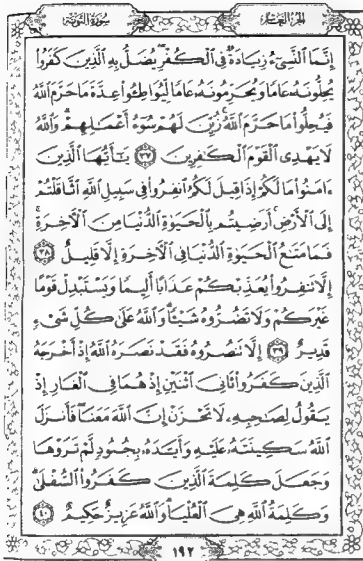 الجزء العاشر
سورة التوبة
إِنَّمَا ٱلنَّسِىٓءُ زِيَادَةٌ فِى ٱلْكُفْرِ يُضَلُّ بِهِ ٱلَّذِينَ كَفَرُوا۟
يُحِلُّونَهُۥ عَامًا وَيُحَرِّمُونَهُۥ عَامًا لِّيُوَاطِـُٔوا۟ عِدَّةَ مَا حَرَّمَ ٱللَّهُ
فَيُحِلُّوا۟ مَا حَرَّمَ ٱللَّهُ زُيِّنَ لَهُمْ سُوٓءُ أَعْمَـٰلِهِمْ وَٱللَّهُ
لَا يَهْدِى ٱلْقَوْمَ ٱلْكَـٰفِرِينَ ٣٧ يَـٰٓأَيُّهَا ٱلَّذِينَ
ءَامَنُوا۟ مَا لَكُمْ إِذَا قِيلَ لَكُمُ ٱنفِرُوا۟ فِى سَبِيلِ ٱللَّهِ ٱثَّاقَلْتُمْ
إِلَى ٱلْأَرْضِ أَرَضِيتُم بِٱلْحَيَوٰةِ ٱلدُّنْيَا مِنَ ٱلْـَٔاخِرَةِ
فَمَا مَتَـٰعُ ٱلْحَيَوٰةِ ٱلدُّنْيَا فِى ٱلْـَٔاخِرَةِ إِلَّا قَلِيلٌ ٣٨
إِلَّا تَنفِرُوا۟ يُعَذِّبْكُمْ عَذَابًا أَلِيمًا وَيَسْتَبْدِلْ قَوْمًا
غَيْرَكُمْ وَلَا تَضُرُّوهُ شَيْـًٔا وَٱللَّهُ عَلَىٰ كُلِّ شَىْءٍ
قَدِيرٌ ٣٩ إِلَّا تَنصُرُوهُ فَقَدْ نَصَرَهُ ٱللَّهُ إِذْ أَخْرَجَهُ
ٱلَّذِينَ كَفَرُوا۟ ثَانِىَ ٱثْنَيْنِ إِذْ هُمَا فِى ٱلْغَارِ إِذْ
يَقُولُ لِصَـٰحِبِهِۦ لَا تَحْزَنْ إِنَّ ٱللَّهَ مَعَنَا فَأَنزَلَ
ٱللَّهُ سَكِينَتَهُۥ عَلَيْهِ وَأَيَّدَهُۥ بِجُنُودٍ لَّمْ تَرَوْهَا
وَجَعَلَ كَلِمَةَ ٱلَّذِينَ كَفَرُوا۟ ٱلسُّفْلَىٰ
وَكَلِمَةُ ٱللَّهِ هِىَ ٱلْعُلْيَا وَٱللَّهُ عَزِيزٌ حَكِيمٌ ٤٠
١٩٣